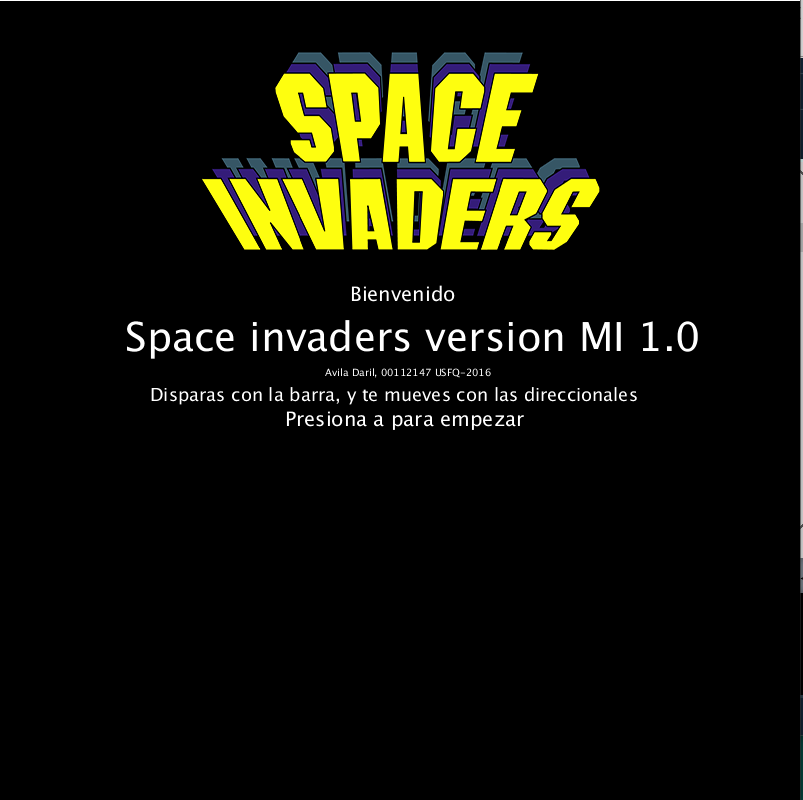 SPACE
INVADERS
Bienvenido
Space invaders version MI 1.0
Avila Daril, 00112147 USFQ-2016
Disparas con la barra, y te mueves con las direccionales
Presiona a para empezar